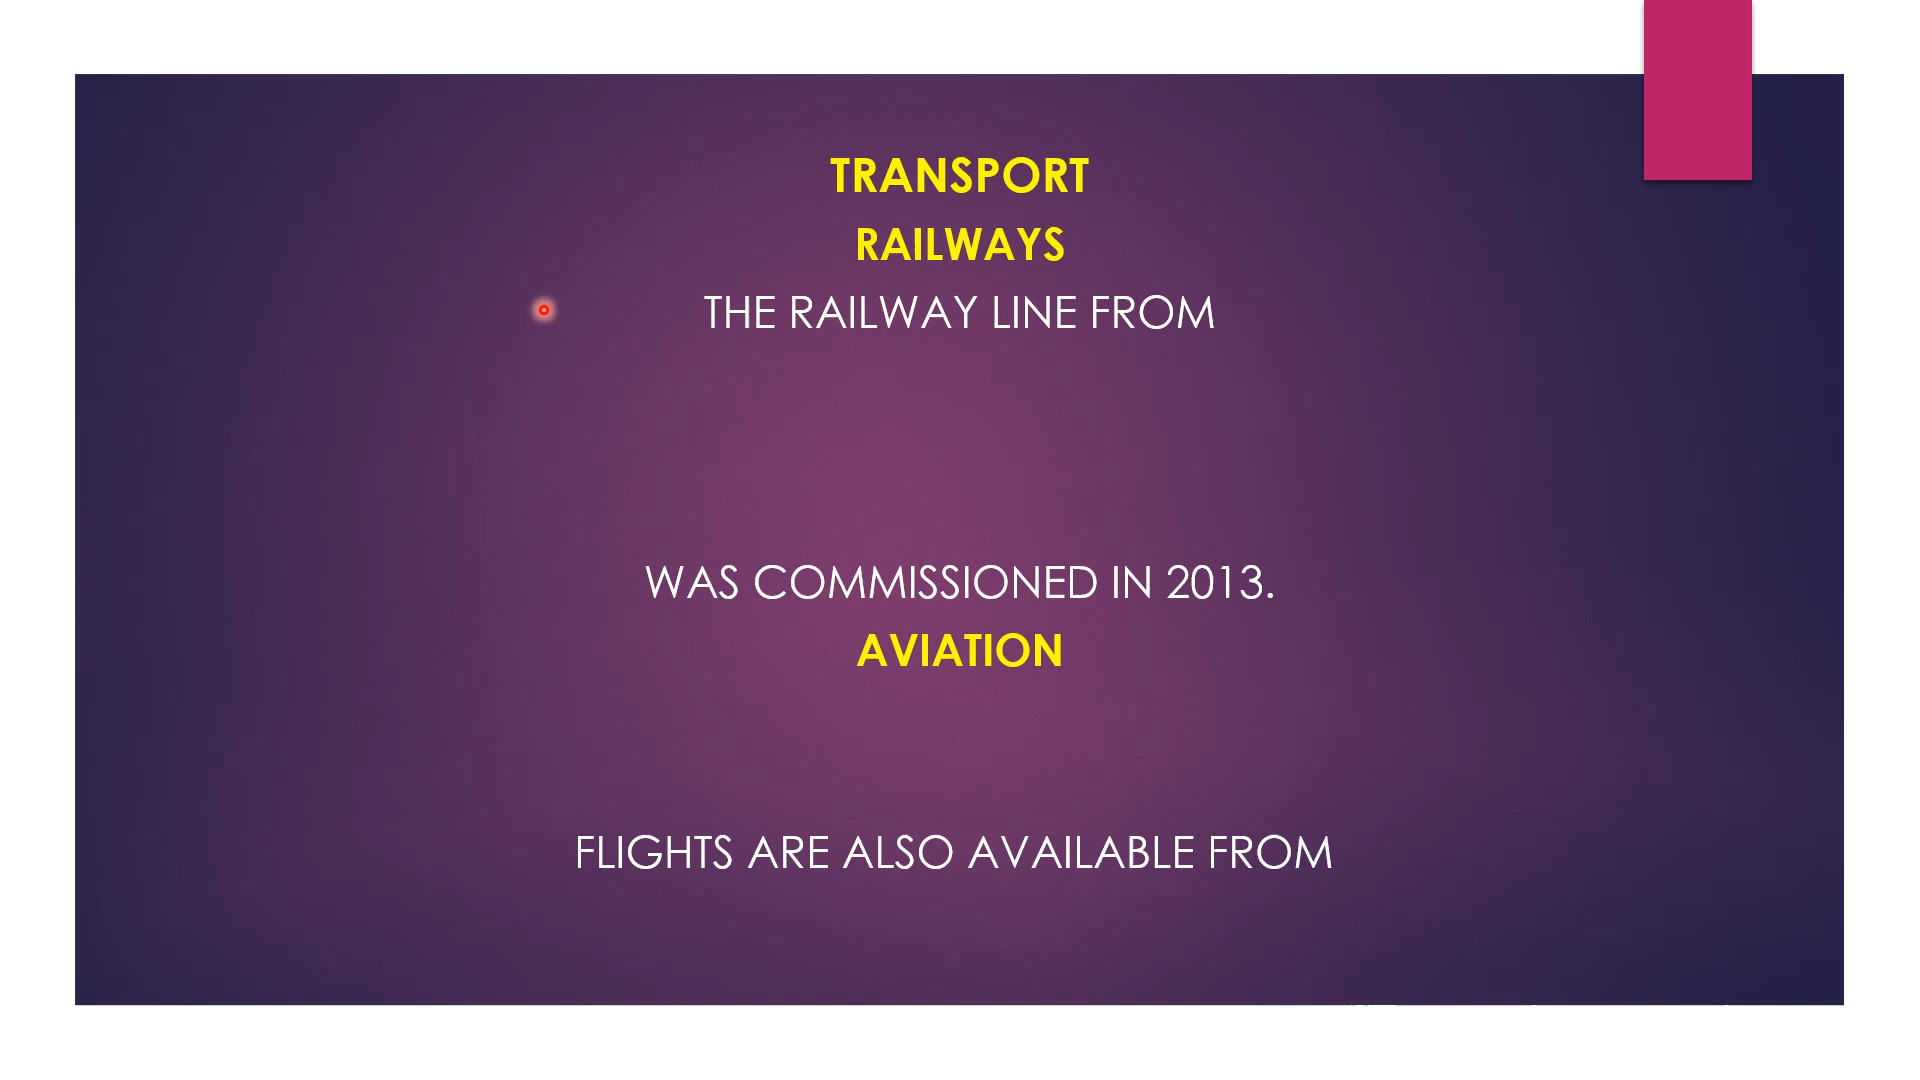 TRANSPORT
RAILWAYS
THE RAILWAY LINE FROM
WAS COMMISSIONED IN 2013.
AVIATION
FLIGHTS ARE ALSO AVAILABLE FROM